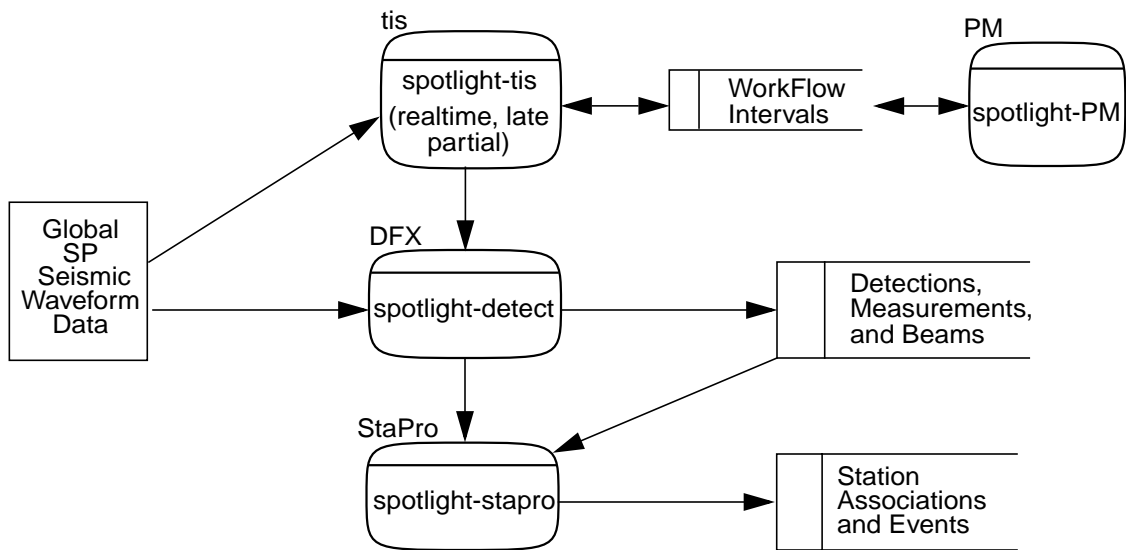 tis
PM
spotlight-tis
(realtime, late
partial)
WorkFlow
Intervals
spotlight-PM
Global
SP
Seismic
Waveform
Data
DFX
spotlight-detect
Detections,
Measurements,
and Beams
StaPro
spotlight-stapro
Station
Associations
and Events